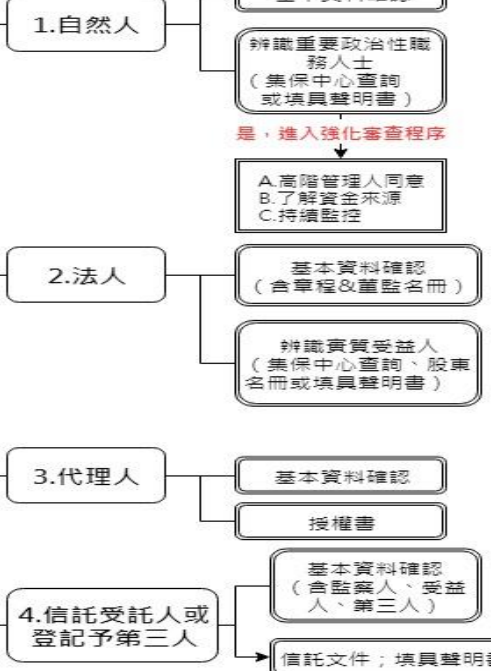 1.自然人
辨識重要政治性職
務人士
(集保中心查詢
或填具聲明書)
是，進入強化審查程序
A.高階管理人同意
B.了解資金來源
C.持續監控
2.法人
基本資料確認
(含章程&董監名冊)
辨識實質受益人
(集保中心查詢、股東
名冊或填具聲明書)
3.代理人
基本資料確認
授權書
4.信託受託人或
登記予第三人
基本資料確認
(含監察人、受益
人、第三人)
信託文件；填具聲明